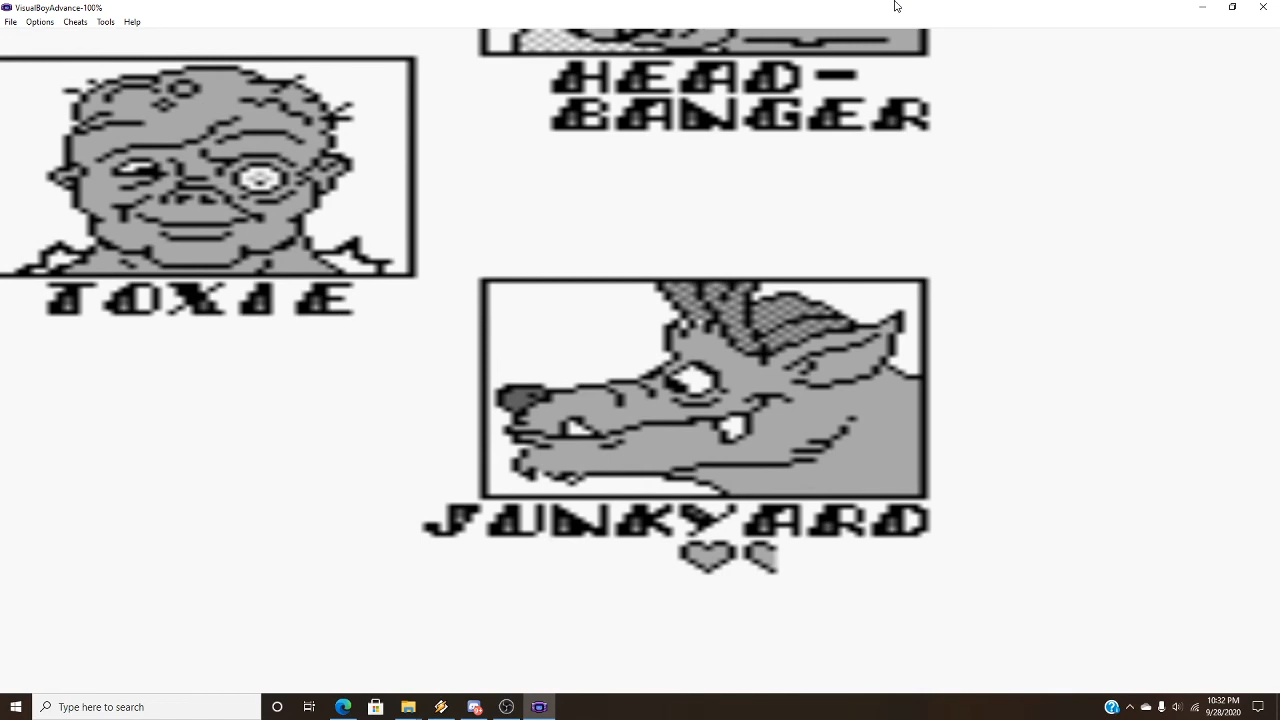 VisualBoyAdvance-100%
File Options Cheats Tools Help
HEAD-
BANGER
TOXIE
JUNKYARD
Type here to search
10:32 PM
9/28/2020